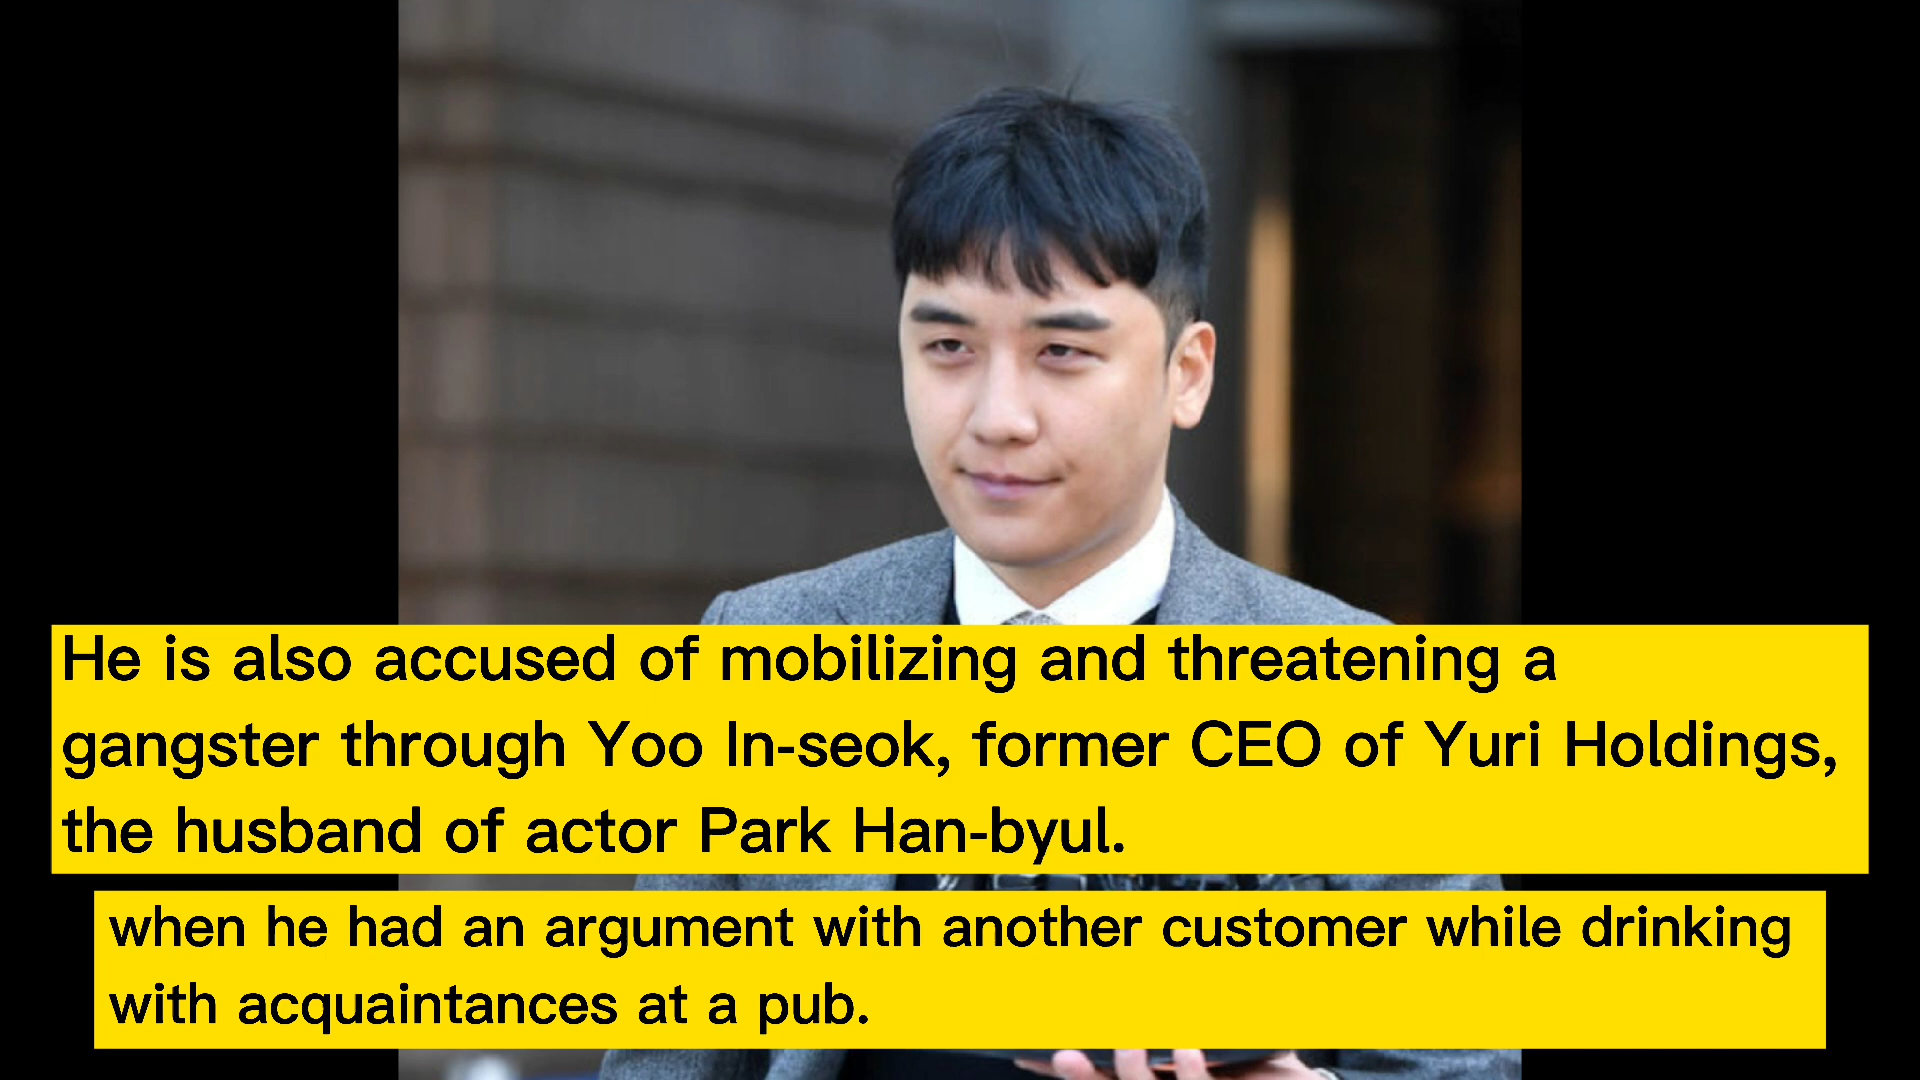 He is also accused of mobilizing and threatening a
gangster through Yoo In-seok, former CEO of Yuri Holdings,
the husband of actor Park Han-byul.
when he had an argument with another customer while drinking
with acquaintances at a pub.